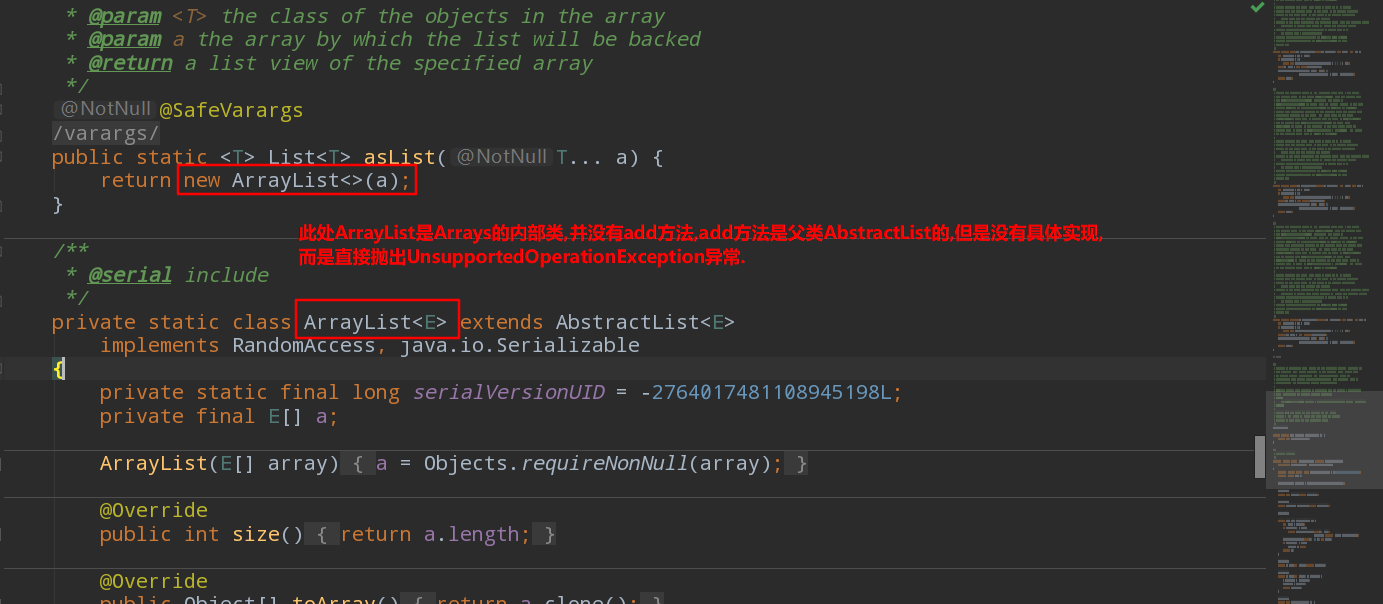 * @param <T> the class of the objects in the array
* @param a the array by which the list will be backed
* @return a list view of the specified array
*/
@NotNull @SafeVarargs
/varargs/
public static <T> List<T> asList( @NotNull T... a) {
return new ArrayList<>(a);
}
此处ArrayList是Arrays的内部类,并没有add方法,add方法是父类AbstractList的,但是没有具体实现,
而是直接抛出UnsupportedOperationException异常.
/**
* @serial include
*/
private static class ArrayList<E> extends AbstractList<E>
implements RandomAccess, java.io.Serializable
{
private static final long serialVersionUID = -2764017481108945198L;
private final E[] a;
ArrayList(E[] array) { a = Objects.requireNonNull(array); }
@Override
public int size() { return a.length; }
@Override
public Object[] toArray() { return a.clone(); }